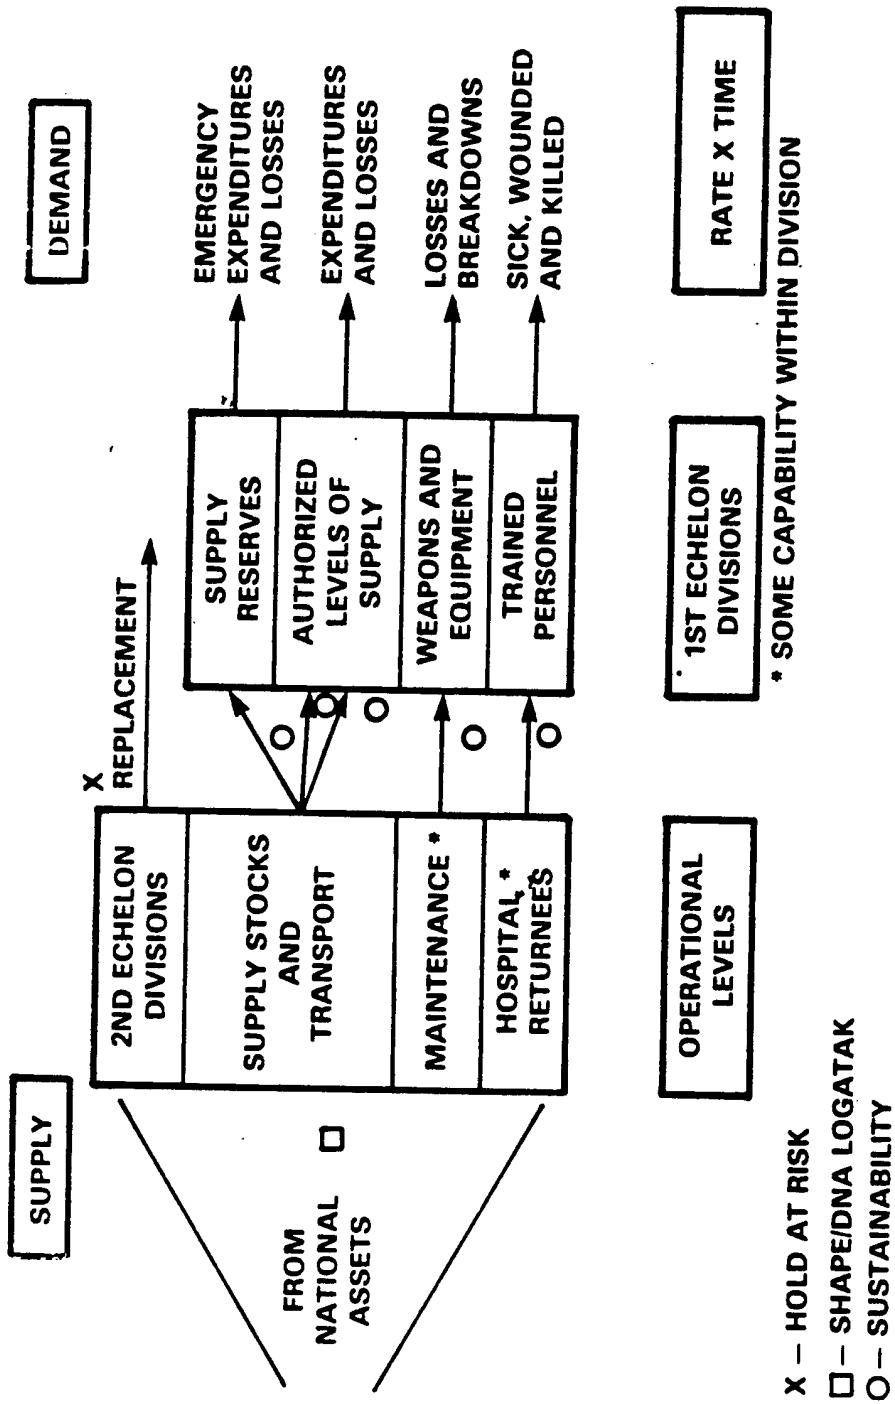 SUPPLY
DEMAND
FROM
NATIONAL
ASSETS
2ND ECHELON
DIVISIONS
SUPPLY STOCKS
AND
TRANSPORT
MAINTENANCE *
HOSPITAL *
RETURNEES
X
REPLACEMENT
SUPPLY
RESERVES
AUTHORIZED
LEVELS OF
SUPPLY
WEAPONS AND
EQUIPMENT
TRAINED
PERSONNEL
EMERGENCY
EXPENDITURES
AND LOSSES
EXPENDITURES
AND LOSSES
LOSSES AND
BREAKDOWNS
SICK, WOUNDED
AND KILLED
OPERATIONAL
LEVELS
1ST ECHELON
DIVISIONS
RATE X TIME
* SOME CAPABILITY WITHIN DIVISION
X – HOLD AT RISK
□ – SHAPE/DNA LOGATAK
O – SUSTAINABILITY